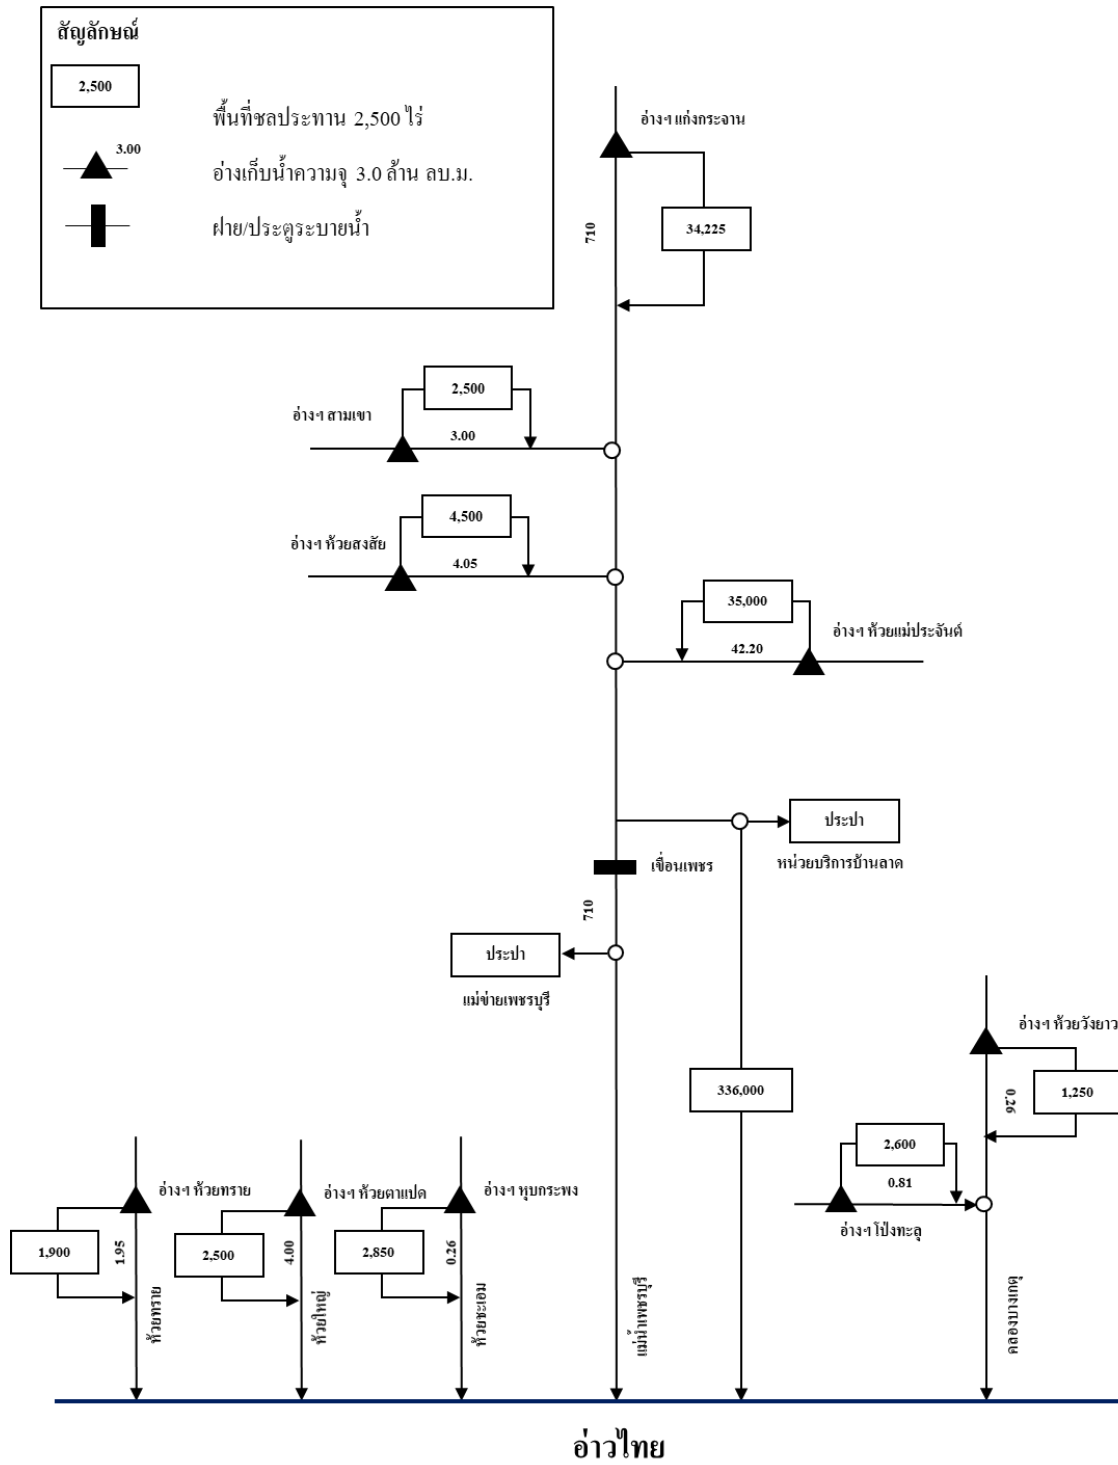 สัญลักษณ์
2,500
พื้นที่ชลประทาน 2,500 ไร่
3.00
อ่างเก็บน้ำความจุ 3.0 ล้าน ลบ.ม.
ฝาย/ประตูระบายน้ำ
อ่างฯ แก่งกระจาน
710
34,225
2,500
อ่างฯ สามเขา
3.00
4,500
อ่างฯ ห้วยสงสัย
4.05
35,000
อ่างฯ ห้วยแม่ประจันต์
42.20
ประปา
หน่วยบริการบ้านลาด
เขื่อนเพชร
710
ประปา
แม่ข่ายเพชรบุรี
อ่างฯ ห้วยวังยาว
336,000
0.26
1,250
2,600
0.81
อ่างฯ โป่งทะลุ
อ่างฯ ห้วยทราย
อ่างฯ ห้วยตาแปด
อ่างฯ หุบกระพง
1,900
1.95
2,500
4.00
2,850
0.26
ห้วยทราย
ห้วยใหญ่
ห้วยชะเอม
แม่น้ำเพชรบุรี
คลองบางเกตุ
อ่าวไทย